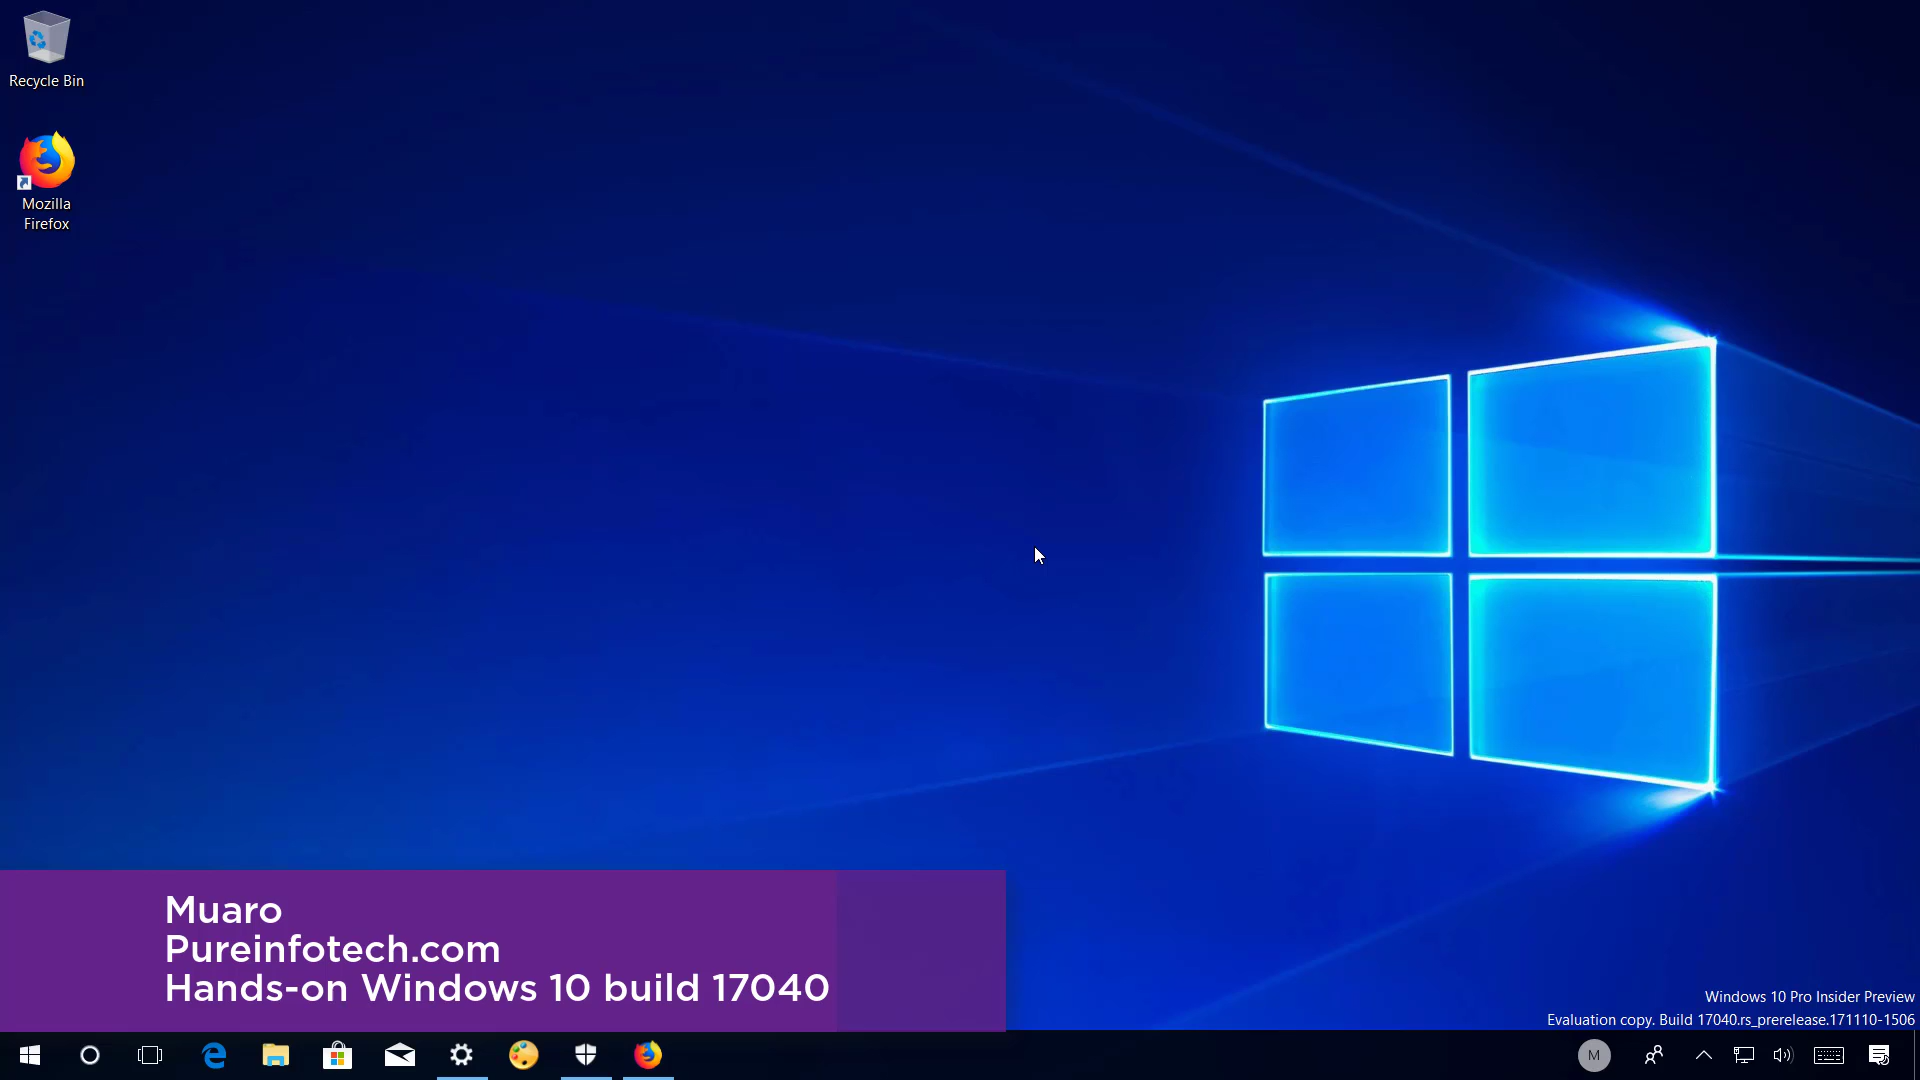 Recycle Bin
Mozilla
Firefox
Muaro
Pureinfotech.com
Hands-on Windows 10 build 17040
Windows 10 Pro Insider Preview
Evaluation copy. Build 17040.rs_prerelease.171110-1506
M